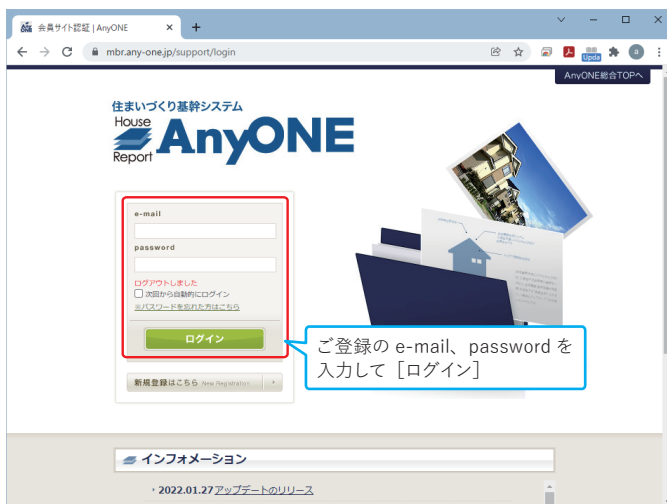 会員サイト認証 | AnyONE
mbr.any-one.jp/support/login
Upda
a
AnyONE総合TOPへ
住まいづくり基幹システム
House
Report
AnyONE
e-mail
password
ログアウトしました
次回から自動的にログイン
※パスワードを忘れた方はこちら
ログイン
ご登録の e-mail、password を
入力して［ログイン］
新規登録はこちら New Registration
インフォメーション
・2022.01.27 アップデートのリリース